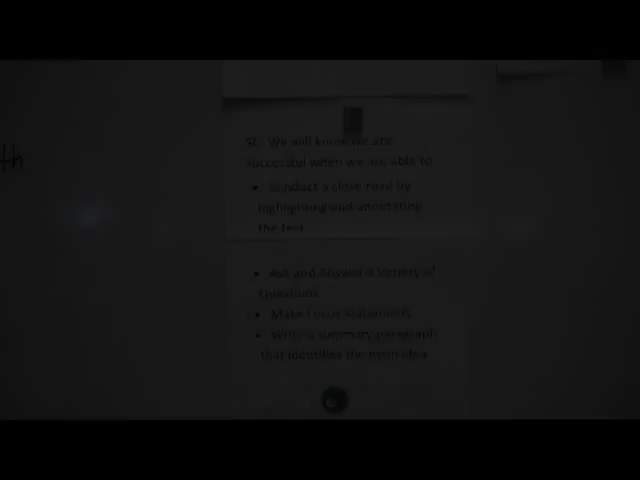 th
SC: We will know we are
successful when we are able to
• Conduct a close read by
highlighting and annotating
the text
• Ask and Answer a Variety of
Questions
• Make Focus Statements
• Write a summary paragraph
that identifies the main idea